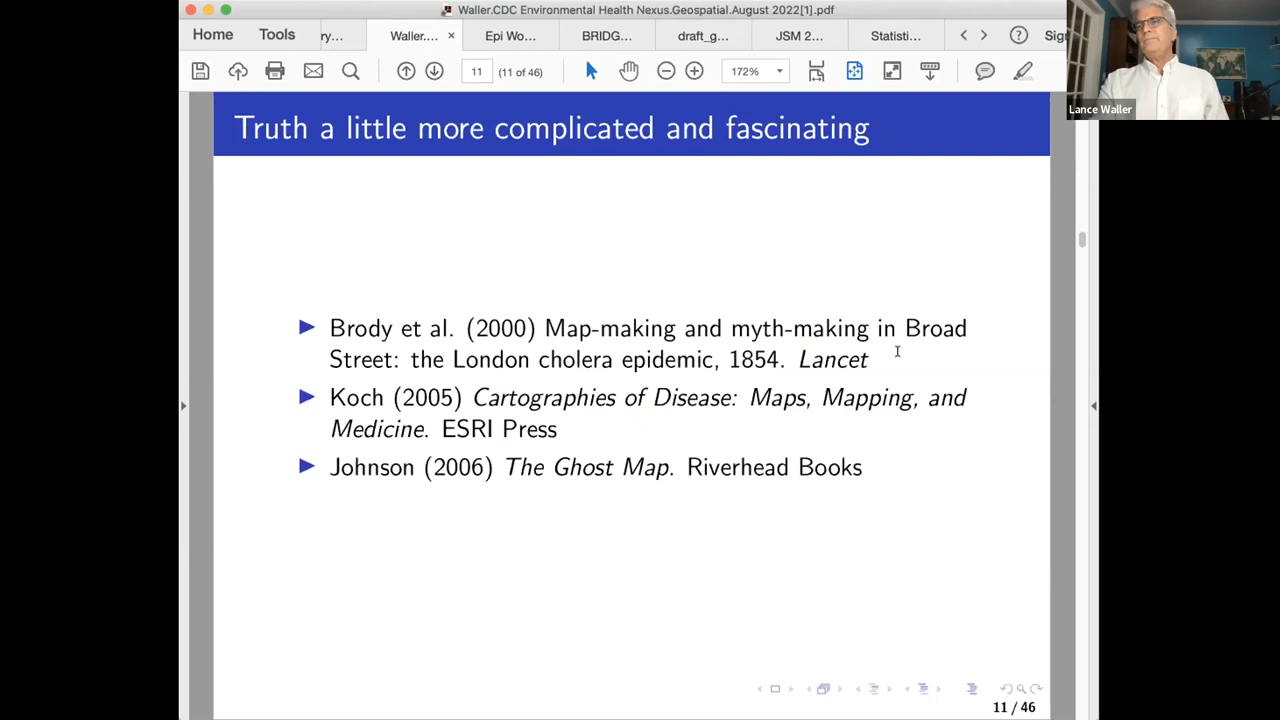 Waller.CDC Environmental Health Nexus.Geospatial.August 2022[1].pdf
Home Tools ry... Waller.... × Epi Wo... BRIDG... draft_g... JSM 2... Statisti... Sig
11 (11 of 46) 172%
Lance Waller
Truth a little more complicated and fascinating
Brody et al. (2000) Map-making and myth-making in Broad
Street: the London cholera epidemic, 1854. Lancet
Koch (2005) Cartographies of Disease: Maps, Mapping, and
Medicine. ESRI Press
Johnson (2006) The Ghost Map. Riverhead Books
11 / 46